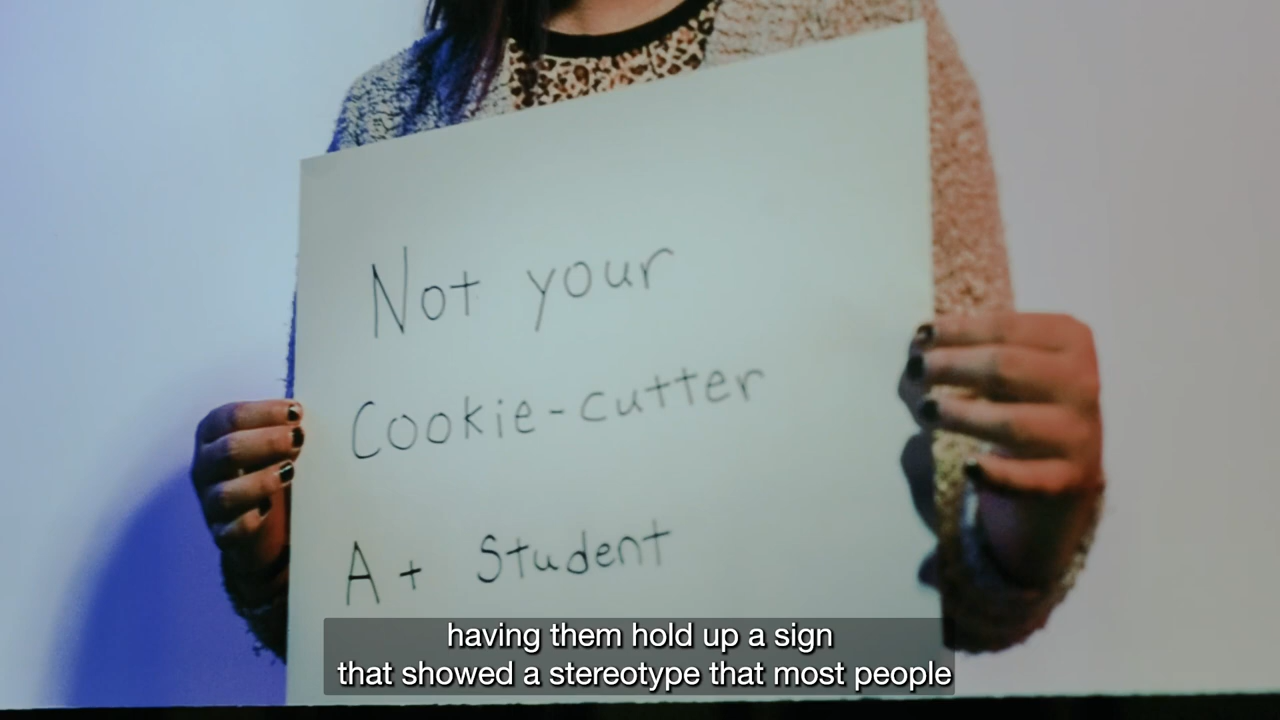 Not your
Cookie-cutter
A+ Student
having them hold up a sign
that showed a stereotype that most people